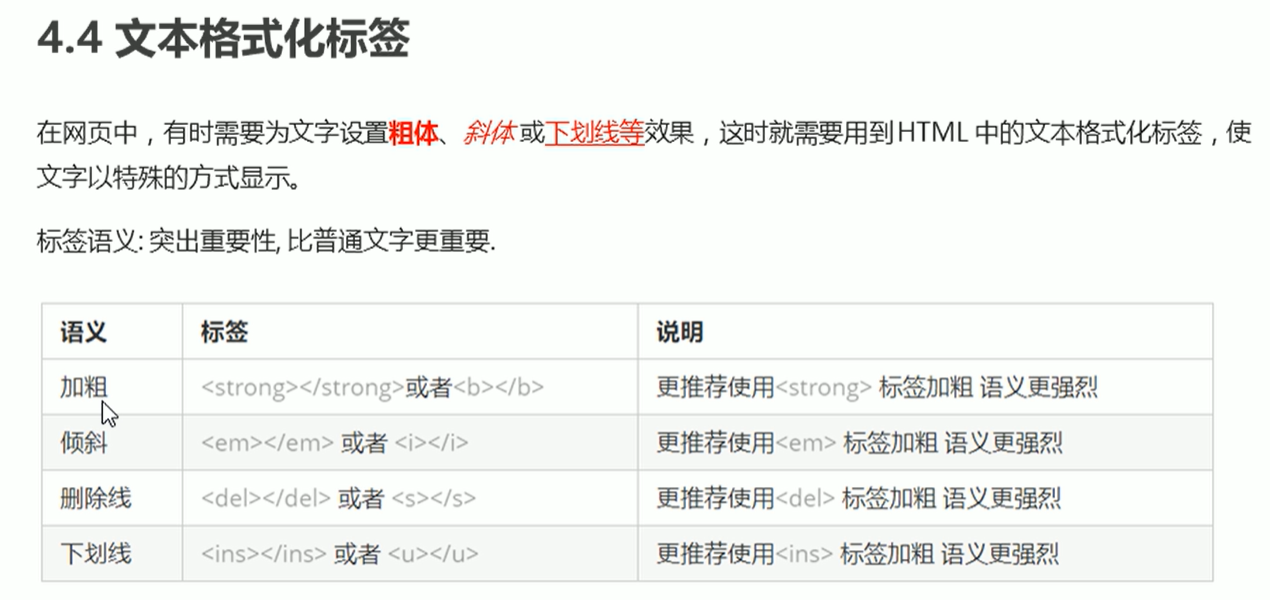 4.4 文本格式化标签
在网页中，有时需要为文字设置粗体、斜体或下划线等效果，这时就需要用到HTML 中的文本格式化标签，使
文字以特殊的方式显示。
标签语义: 突出重要性, 比普通文字更重要.
语义 标签 说明
加粗 <strong></strong>或者<b></b> 更推荐使用<strong> 标签加粗 语义更强烈
倾斜 <em></em> 或者 <i></i> 更推荐使用<em> 标签加粗 语义更强烈
删除线 <del></del> 或者 <s></s> 更推荐使用<del> 标签加粗 语义更强烈
下划线 <ins></ins> 或者 <u></u> 更推荐使用<ins> 标签加粗 语义更强烈